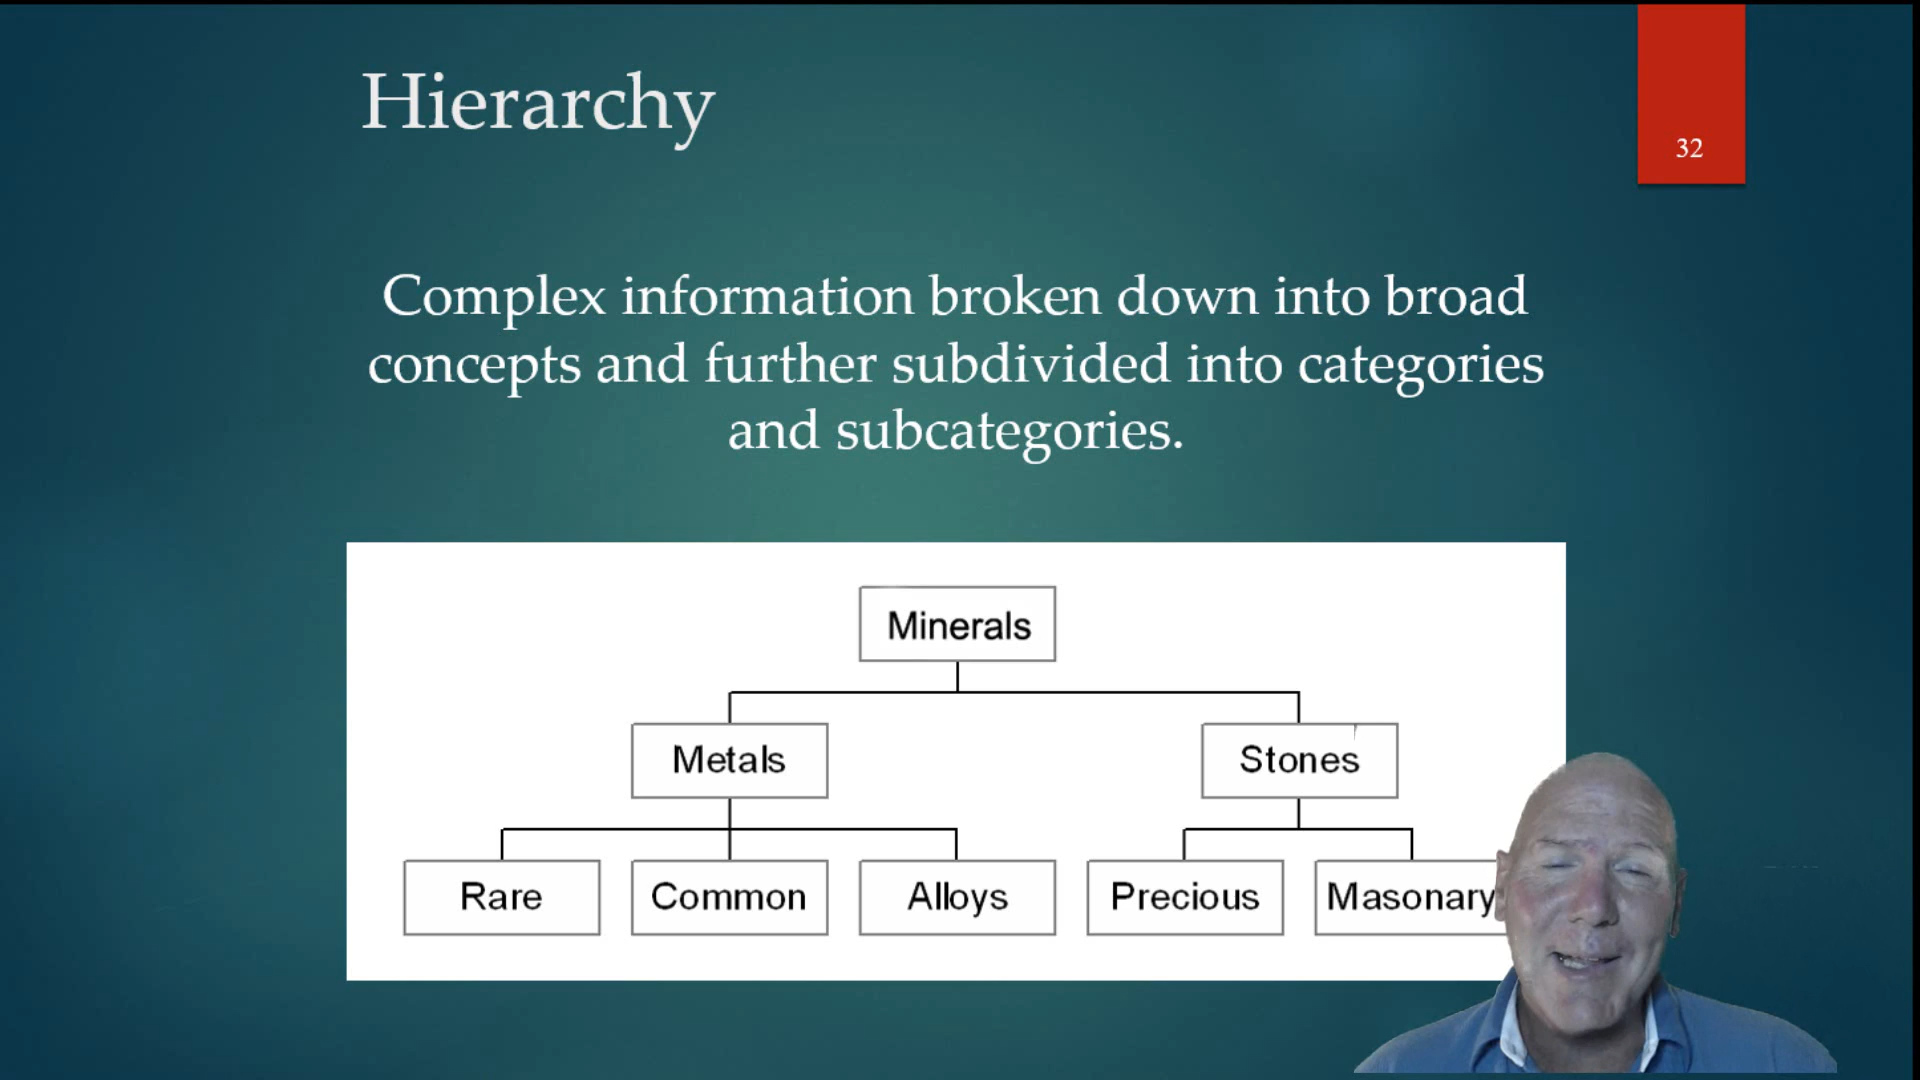 Hierarchy
32
Complex information broken down into broad
concepts and further subdivided into categories
and subcategories.
Minerals
Metals
Stones
Rare
Common
Alloys
Precious
Masonary